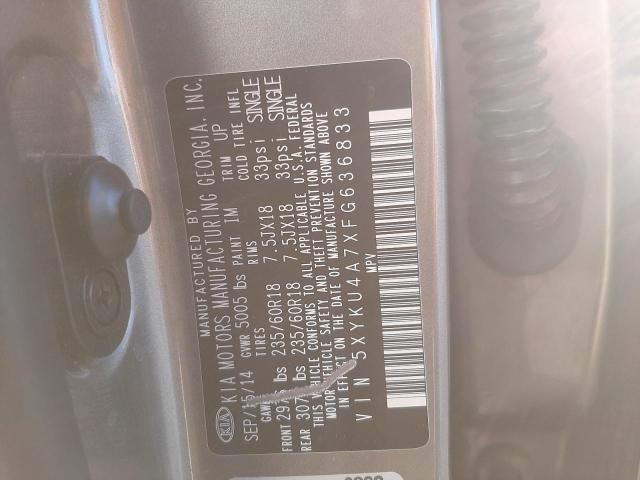 MANUFACTURED BY
KIA KIA MOTORS MANUFACTURING GEORGIA, INC.
SEP/15/14 GVWR 5005 lbs PAINT IM TRIM UP
TIRES RIMS COLD TIRE INFL
FRONT lbs 235/60R18 7.5JX18 33psi SINGLE
REAR lbs 235/60R18 7.5JX18 33psi SINGLE
THIS VEHICLE CONFORMS TO ALL APPLICABLE U.S.A. FEDERAL
MOTOR VEHICLE SAFETY AND THEFT PREVENTION STANDARDS
IN EFFECT ON THE DATE OF MANUFACTURE SHOWN ABOVE
VIN 5XYKU4A7XFG636833
MPV